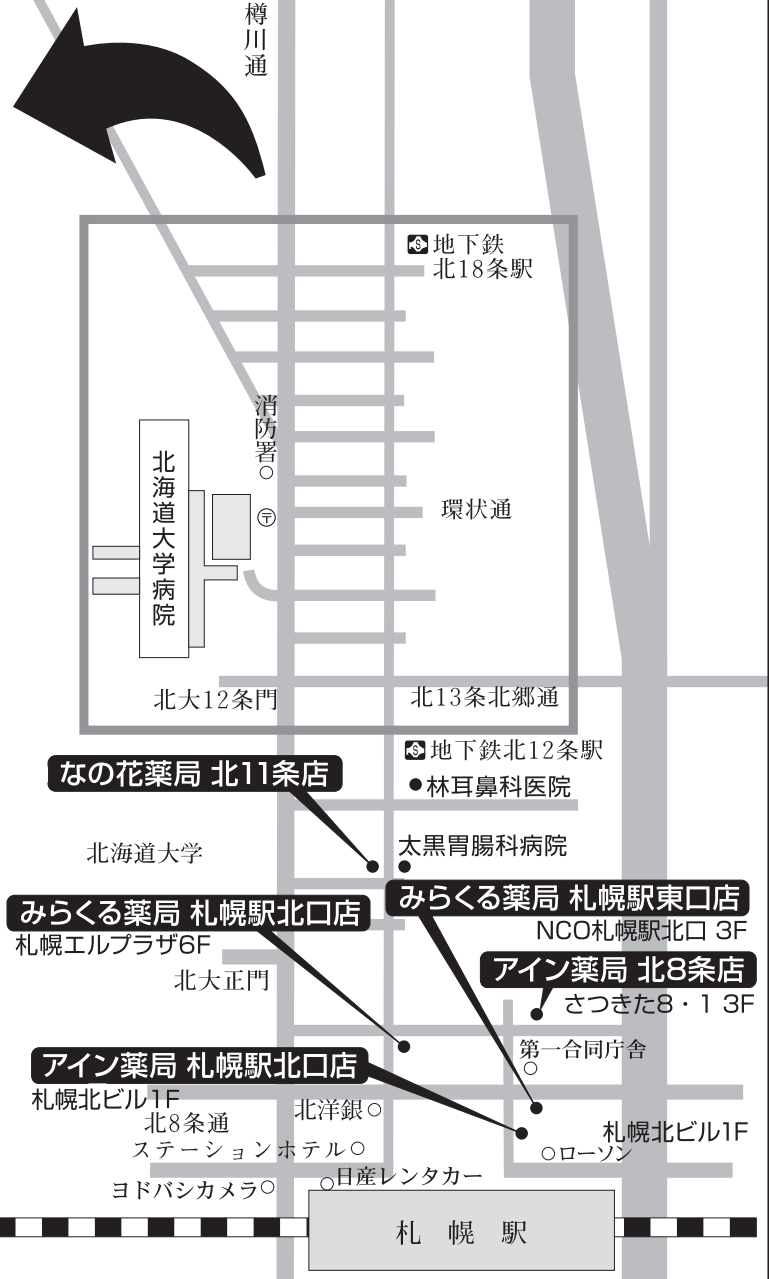 樽川通
地下鉄
北18条駅
消防署
北海道大学病院
環状通
北大12条門
北13条北郷通
地下鉄北12条駅
なの花薬局 北11条店
林耳鼻科医院
北海道大学
太黒胃腸科病院
みらくる薬局 札幌駅北口店
札幌エルプラザ6F
みらくる薬局 札幌駅東口店
NCO札幌駅北口 3F
北大正門
アイン薬局 北8条店
さつきた8・1 3F
第一合同庁舎
アイン薬局 札幌駅北口店
札幌北ビル1F
北8条通
北洋銀
札幌北ビル1F
ステーションホテル
ローソン
日産レンタカー
ヨドバシカメラ
札幌駅